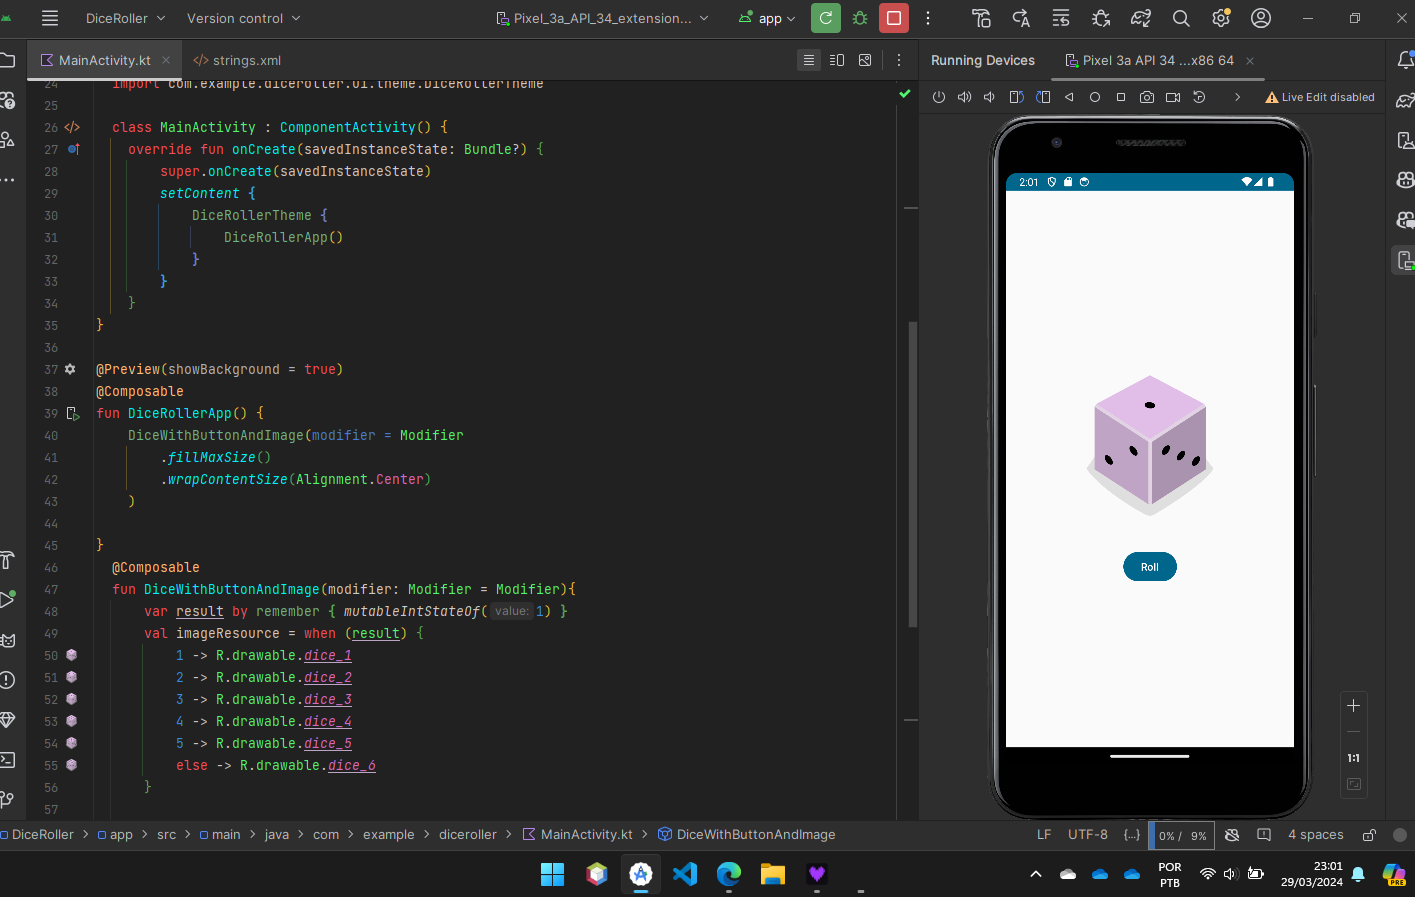 DiceRoller
Version control
Pixel_3a_API_34_extension...
app
MainActivity.kt
strings.xml
Running Devices
Pixel 3a API 34 ...x86 64
Live Edit disabled
24 import com.example.diceroller.ui.theme.DiceRollerTheme
25
26 class MainActivity : ComponentActivity() {
27 override fun onCreate(savedInstanceState: Bundle?) {
28 super.onCreate(savedInstanceState)
29 setContent {
30 DiceRollerTheme {
31 DiceRollerApp()
32 }
33 }
34 }
35 }
36
37 @Preview(showBackground = true)
38 @Composable
39 fun DiceRollerApp() {
40 DiceWithButtonAndImage(modifier = Modifier
41 .fillMaxSize()
42 .wrapContentSize(Alignment.Center)
43 )
44
45 }
46 @Composable
47 fun DiceWithButtonAndImage(modifier: Modifier = Modifier){
48 var result by remember { mutableIntStateOf( value: 1) }
49 val imageResource = when (result) {
50 1 -> R.drawable.dice_1
51 2 -> R.drawable.dice_2
52 3 -> R.drawable.dice_3
53 4 -> R.drawable.dice_4
54 5 -> R.drawable.dice_5
55 else -> R.drawable.dice_6
56 }
57
2:01
Roll
1:1
DiceRoller > app > src > main > java > com > example > diceroller > MainActivity.kt > DiceWithButtonAndImage
LF UTF-8 {...} 0% / 9% 4 spaces
POR
PTB
23:01
29/03/2024
PRE